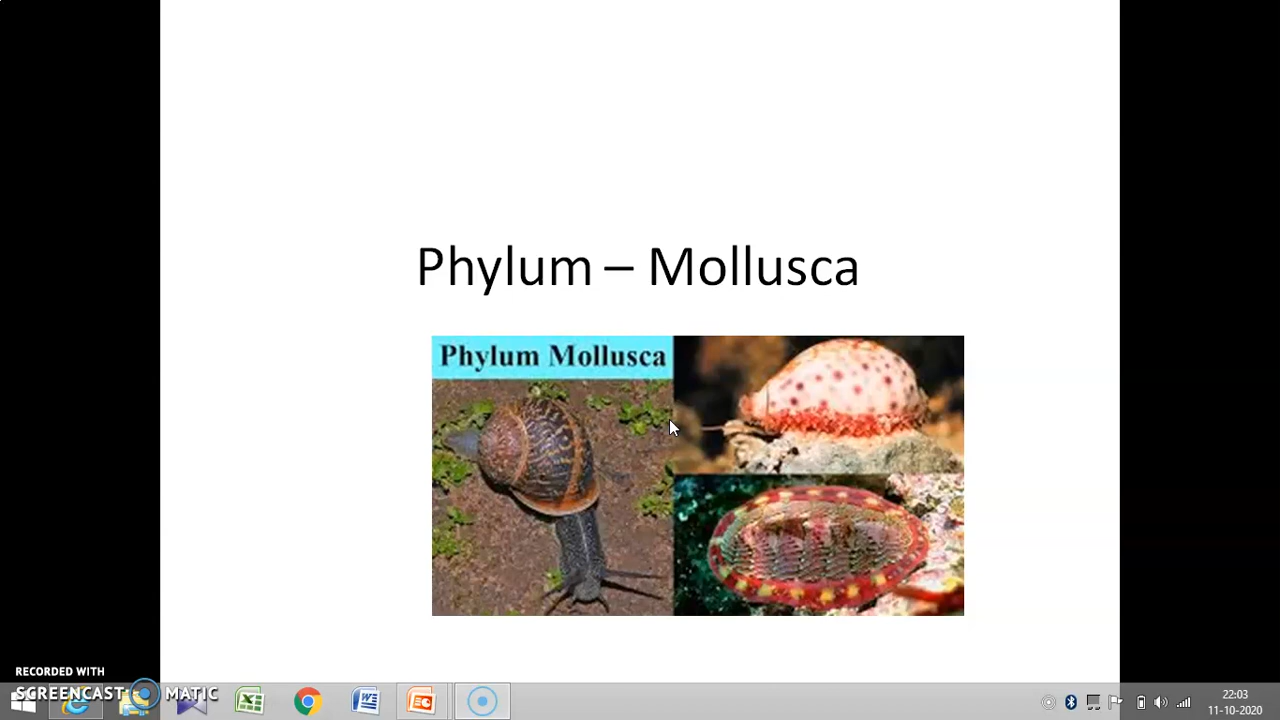 Phylum – Mollusca
Phylum Mollusca
RECORDED WITH
SCREENCAST MATIC
22:03
11-10-2020